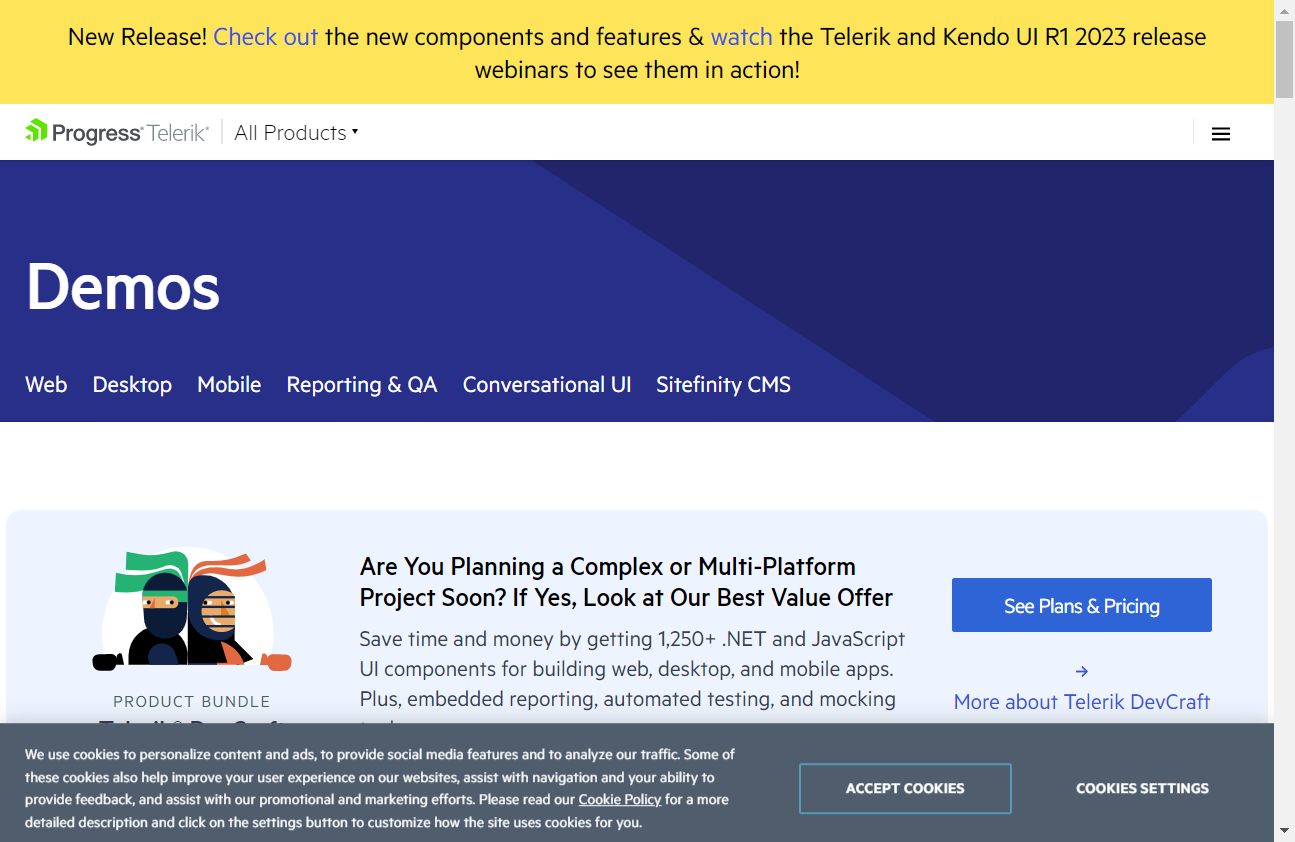 New Release! Check out the new components and features & watch the Telerik and Kendo UI R1 2023 release
webinars to see them in action!
Progress Telerik All Products
Demos
Web Desktop Mobile Reporting & QA Conversational UI Sitefinity CMS
PRODUCT BUNDLE
Are You Planning a Complex or Multi-Platform
Project Soon? If Yes, Look at Our Best Value Offer
Save time and money by getting 1,250+ .NET and JavaScript
UI components for building web, desktop, and mobile apps.
Plus, embedded reporting, automated testing, and mocking
See Plans & Pricing
→
More about Telerik DevCraft
We use cookies to personalize content and ads, to provide social media features and to analyze our traffic. Some of
these cookies also help improve your user experience on our websites, assist with navigation and your ability to
provide feedback, and assist with our promotional and marketing efforts. Please read our Cookie Policy for a more
detailed description and click on the settings button to customize how the site uses cookies for you.
ACCEPT COOKIES
COOKIES SETTINGS